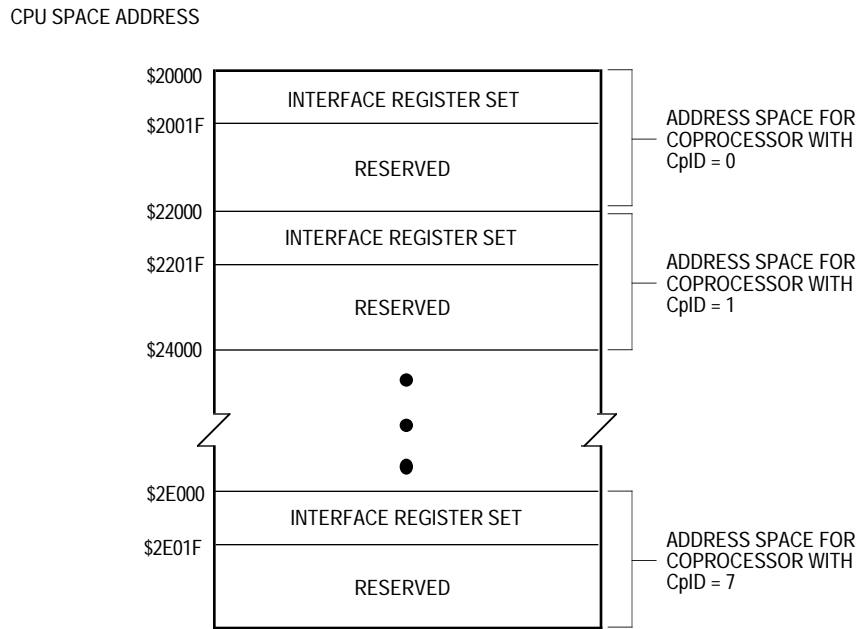 CPU SPACE ADDRESS
$20000
INTERFACE REGISTER SET
$2001F
RESERVED
ADDRESS SPACE FOR
COPROCESSOR WITH
CpID = 0
$22000
INTERFACE REGISTER SET
$2201F
RESERVED
ADDRESS SPACE FOR
COPROCESSOR WITH
CpID = 1
$24000
$2E000
INTERFACE REGISTER SET
$2E01F
RESERVED
ADDRESS SPACE FOR
COPROCESSOR WITH
CpID = 7